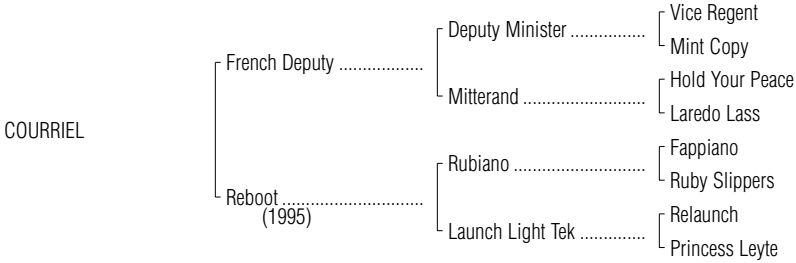 Vice Regent
Deputy Minister ................
Mint Copy
French Deputy ..................
Hold Your Peace
Mitterand .........................
Laredo Lass
COURRIEL
Fappiano
Rubiano ...........................
Ruby Slippers
Reboot .............................
(1995)
Relaunch
Launch Light Tek ..............
Princess Leyte